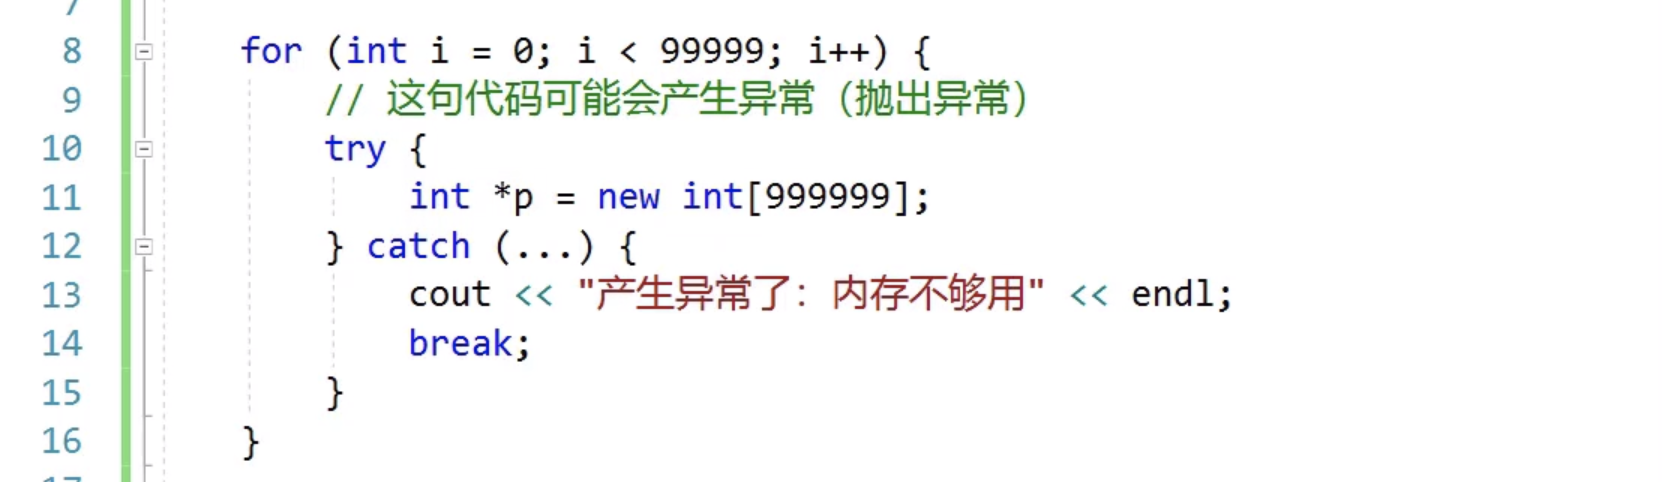 8 for (int i = 0; i < 99999; i++) {
9 // 这句代码可能会产生异常（抛出异常）
10 try {
11 int *p = new int[999999];
12 } catch (...) {
13 cout << "产生异常了：内存不够用" << endl;
14 break;
15 }
16 }